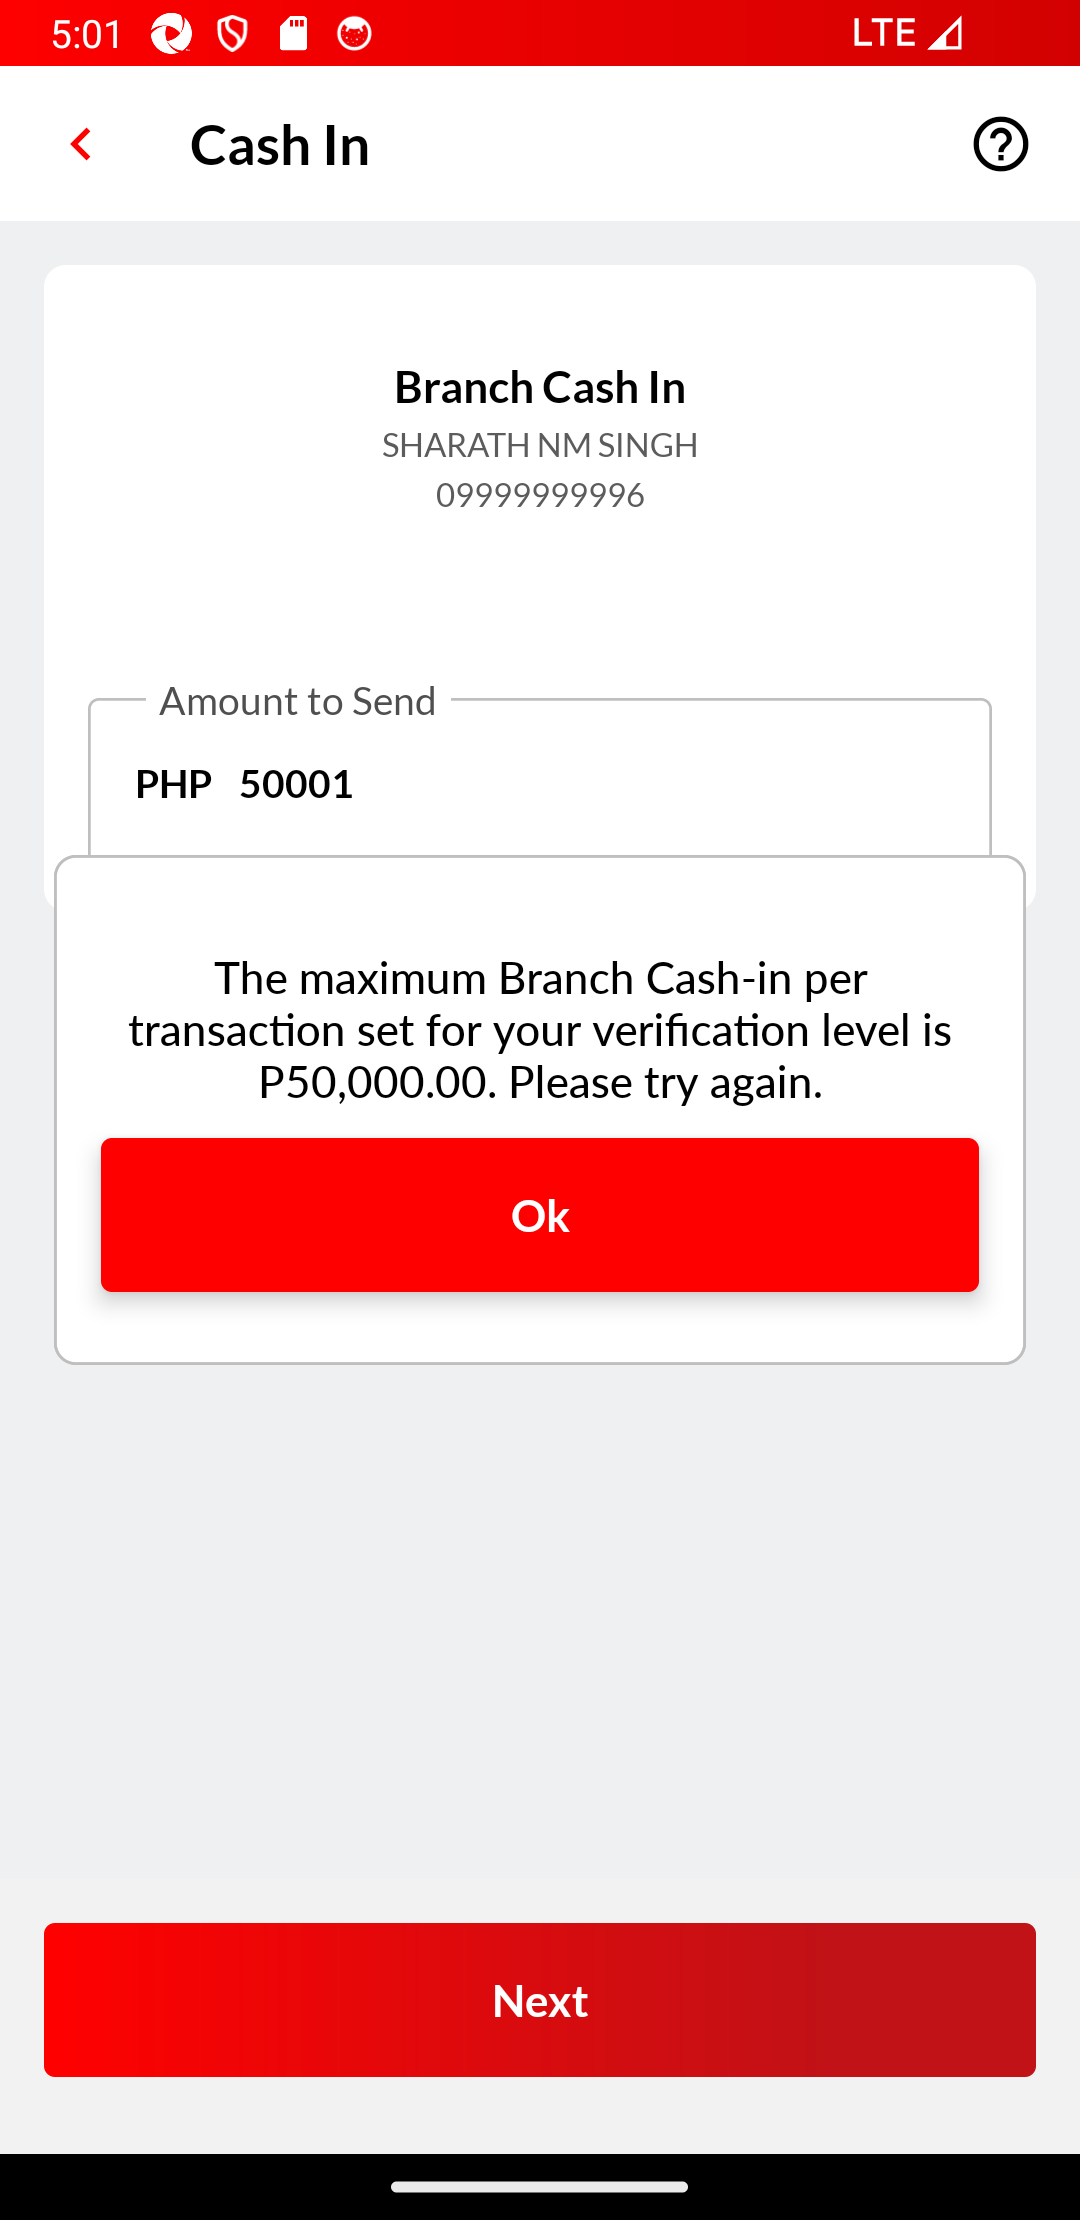 5:01
LTE
Cash In
Branch Cash In
SHARATH NM SINGH
09999999996
Amount to Send
PHP 50001
The maximum Branch Cash-in per
transaction set for your verification level is
P50,000.00. Please try again.
Ok
Next